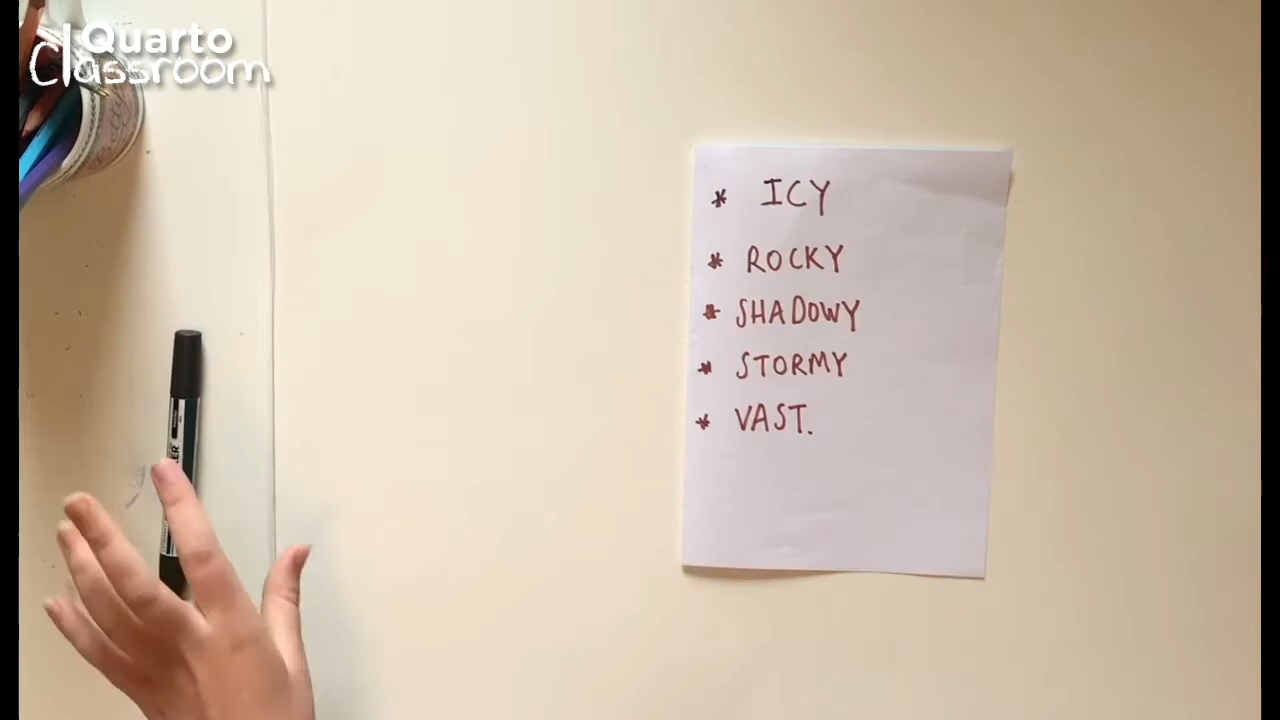 Quarto
classroom
* ICY
* ROCKY
* SHADOWY
* STORMY
* VAST.